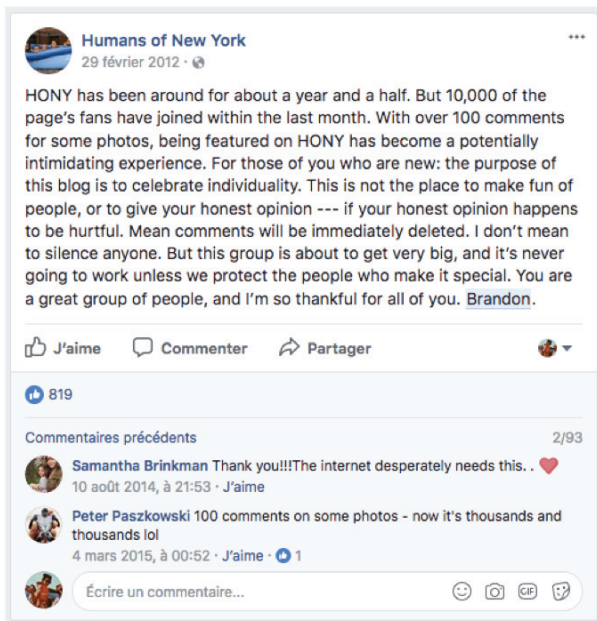 Humans of New York
29 février 2012 ·
HONY has been around for about a year and a half. But 10,000 of the
page's fans have joined within the last month. With over 100 comments
for some photos, being featured on HONY has become a potentially
intimidating experience. For those of you who are new: the purpose of
this blog is to celebrate individuality. This is not the place to make fun of
people, or to give your honest opinion --- if your honest opinion happens
to be hurtful. Mean comments will be immediately deleted. I don't mean
to silence anyone. But this group is about to get very big, and it's never
going to work unless we protect the people who make it special. You are
a great group of people, and I'm so thankful for all of you. Brandon.
J'aime Commenter Partager
819
Commentaires précédents 2/93
Samantha Brinkman Thank you!!!The internet desperately needs this. . ❤
10 août 2014, à 21:53 · J'aime
Peter Paszkowski 100 comments on some photos - now it's thousands and
thousands lol
4 mars 2015, à 00:52 · J'aime · 1
Écrire un commentaire... GIF